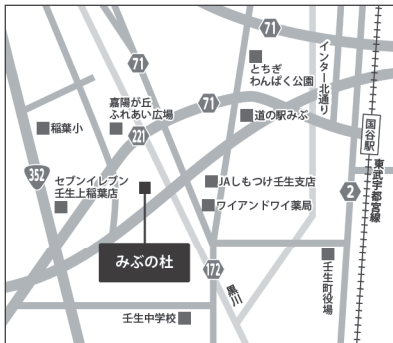 71
71
とちぎ
わんぱく公園
インター北通り
嘉陽が丘
ふれあい広場
71
道の駅みぶ
稲葉小
221
国谷駅
東武宇都宮線
352
セブンイレブン
壬生上稲葉店
JAしもつけ壬生支店
2
ワイアンドワイ薬局
みぶの杜
172
黒川
壬生町役場
壬生中学校